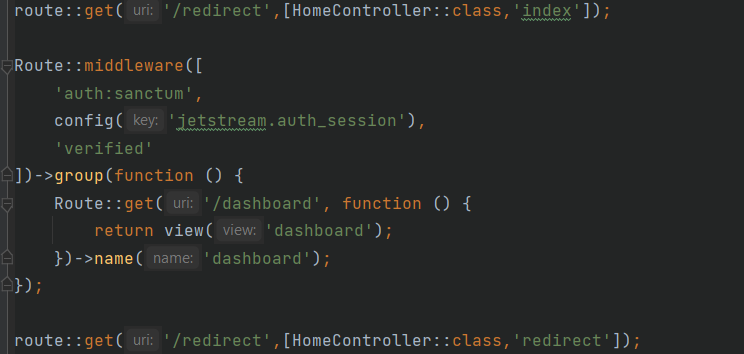 route::get( uri: '/redirect',[HomeController::class,'index']);
Route::middleware([
'auth:sanctum',
config( key: 'jetstream.auth_session'),
'verified'
])->group(function () {
Route::get( uri: '/dashboard', function () {
return view( view: 'dashboard');
})->name( name: 'dashboard');
});
route::get( uri: '/redirect',[HomeController::class,'redirect']);